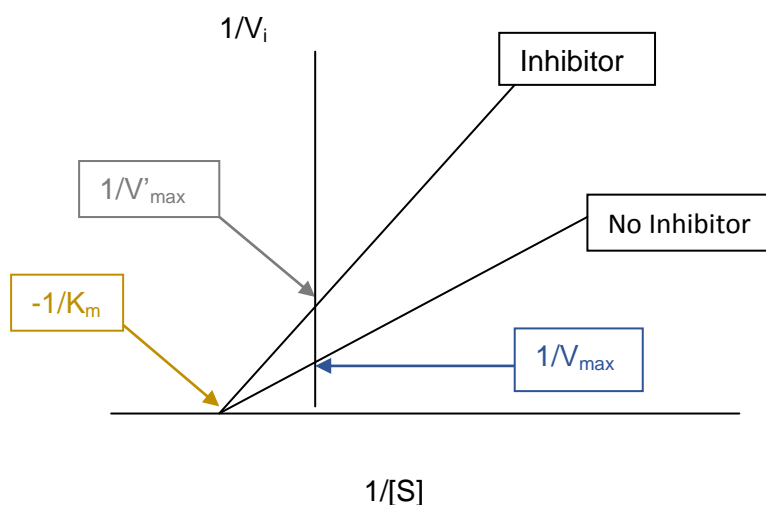 1/Vi
Inhibitor
1/V’max
No Inhibitor
-1/Km
1/Vmax
1/[S]